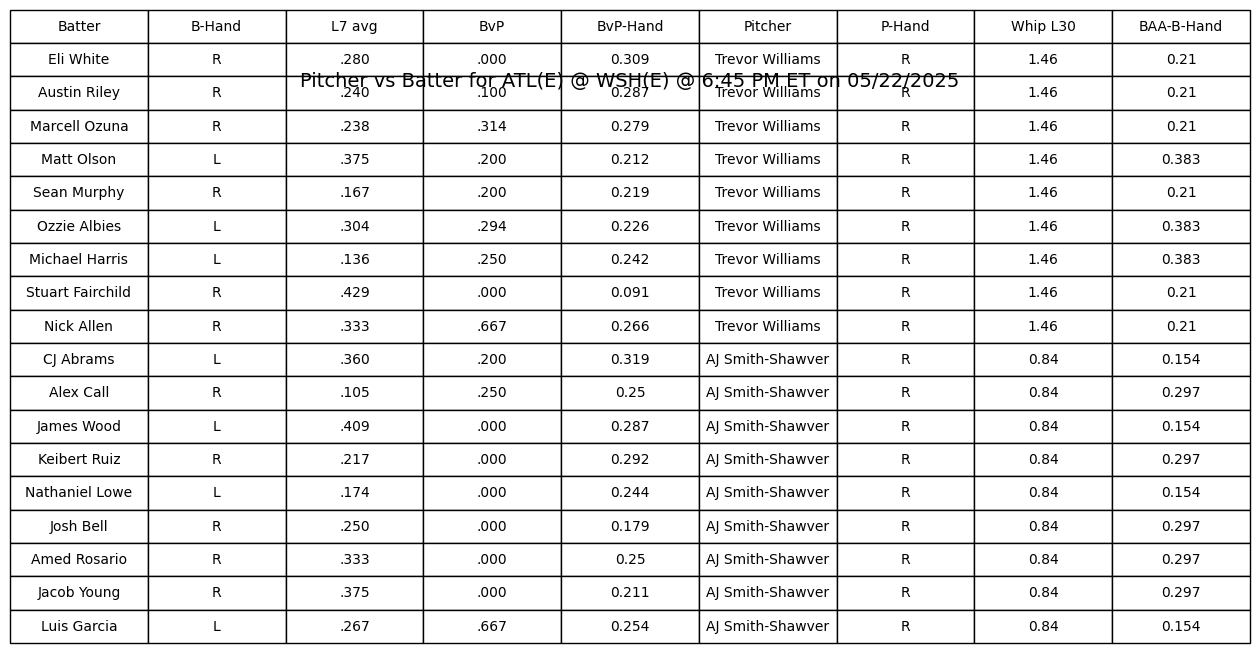 Batter B-Hand L7 avg BvP BvP-Hand Pitcher P-Hand Whip L30 BAA-B-Hand
Eli White R .280 .000 0.309 Trevor Williams R 1.46 0.21
Pitcher vs Batter for ATL(E) @ WSH(E) @ 6:45 PM ET on 05/22/2025
Austin Riley R .240 .100 0.287 Trevor Williams R 1.46 0.21
Marcell Ozuna R .238 .314 0.279 Trevor Williams R 1.46 0.21
Matt Olson L .375 .200 0.212 Trevor Williams R 1.46 0.383
Sean Murphy R .167 .200 0.219 Trevor Williams R 1.46 0.21
Ozzie Albies L .304 .294 0.226 Trevor Williams R 1.46 0.383
Michael Harris L .136 .250 0.242 Trevor Williams R 1.46 0.383
Stuart Fairchild R .429 .000 0.091 Trevor Williams R 1.46 0.21
Nick Allen R .333 .667 0.266 Trevor Williams R 1.46 0.21
CJ Abrams L .360 .200 0.319 AJ Smith-Shawver R 0.84 0.154
Alex Call R .105 .250 0.25 AJ Smith-Shawver R 0.84 0.297
James Wood L .409 .000 0.287 AJ Smith-Shawver R 0.84 0.154
Keibert Ruiz R .217 .000 0.292 AJ Smith-Shawver R 0.84 0.297
Nathaniel Lowe L .174 .000 0.244 AJ Smith-Shawver R 0.84 0.154
Josh Bell R .250 .000 0.179 AJ Smith-Shawver R 0.84 0.297
Amed Rosario R .333 .000 0.25 AJ Smith-Shawver R 0.84 0.297
Jacob Young R .375 .000 0.211 AJ Smith-Shawver R 0.84 0.297
Luis Garcia L .267 .667 0.254 AJ Smith-Shawver R 0.84 0.154